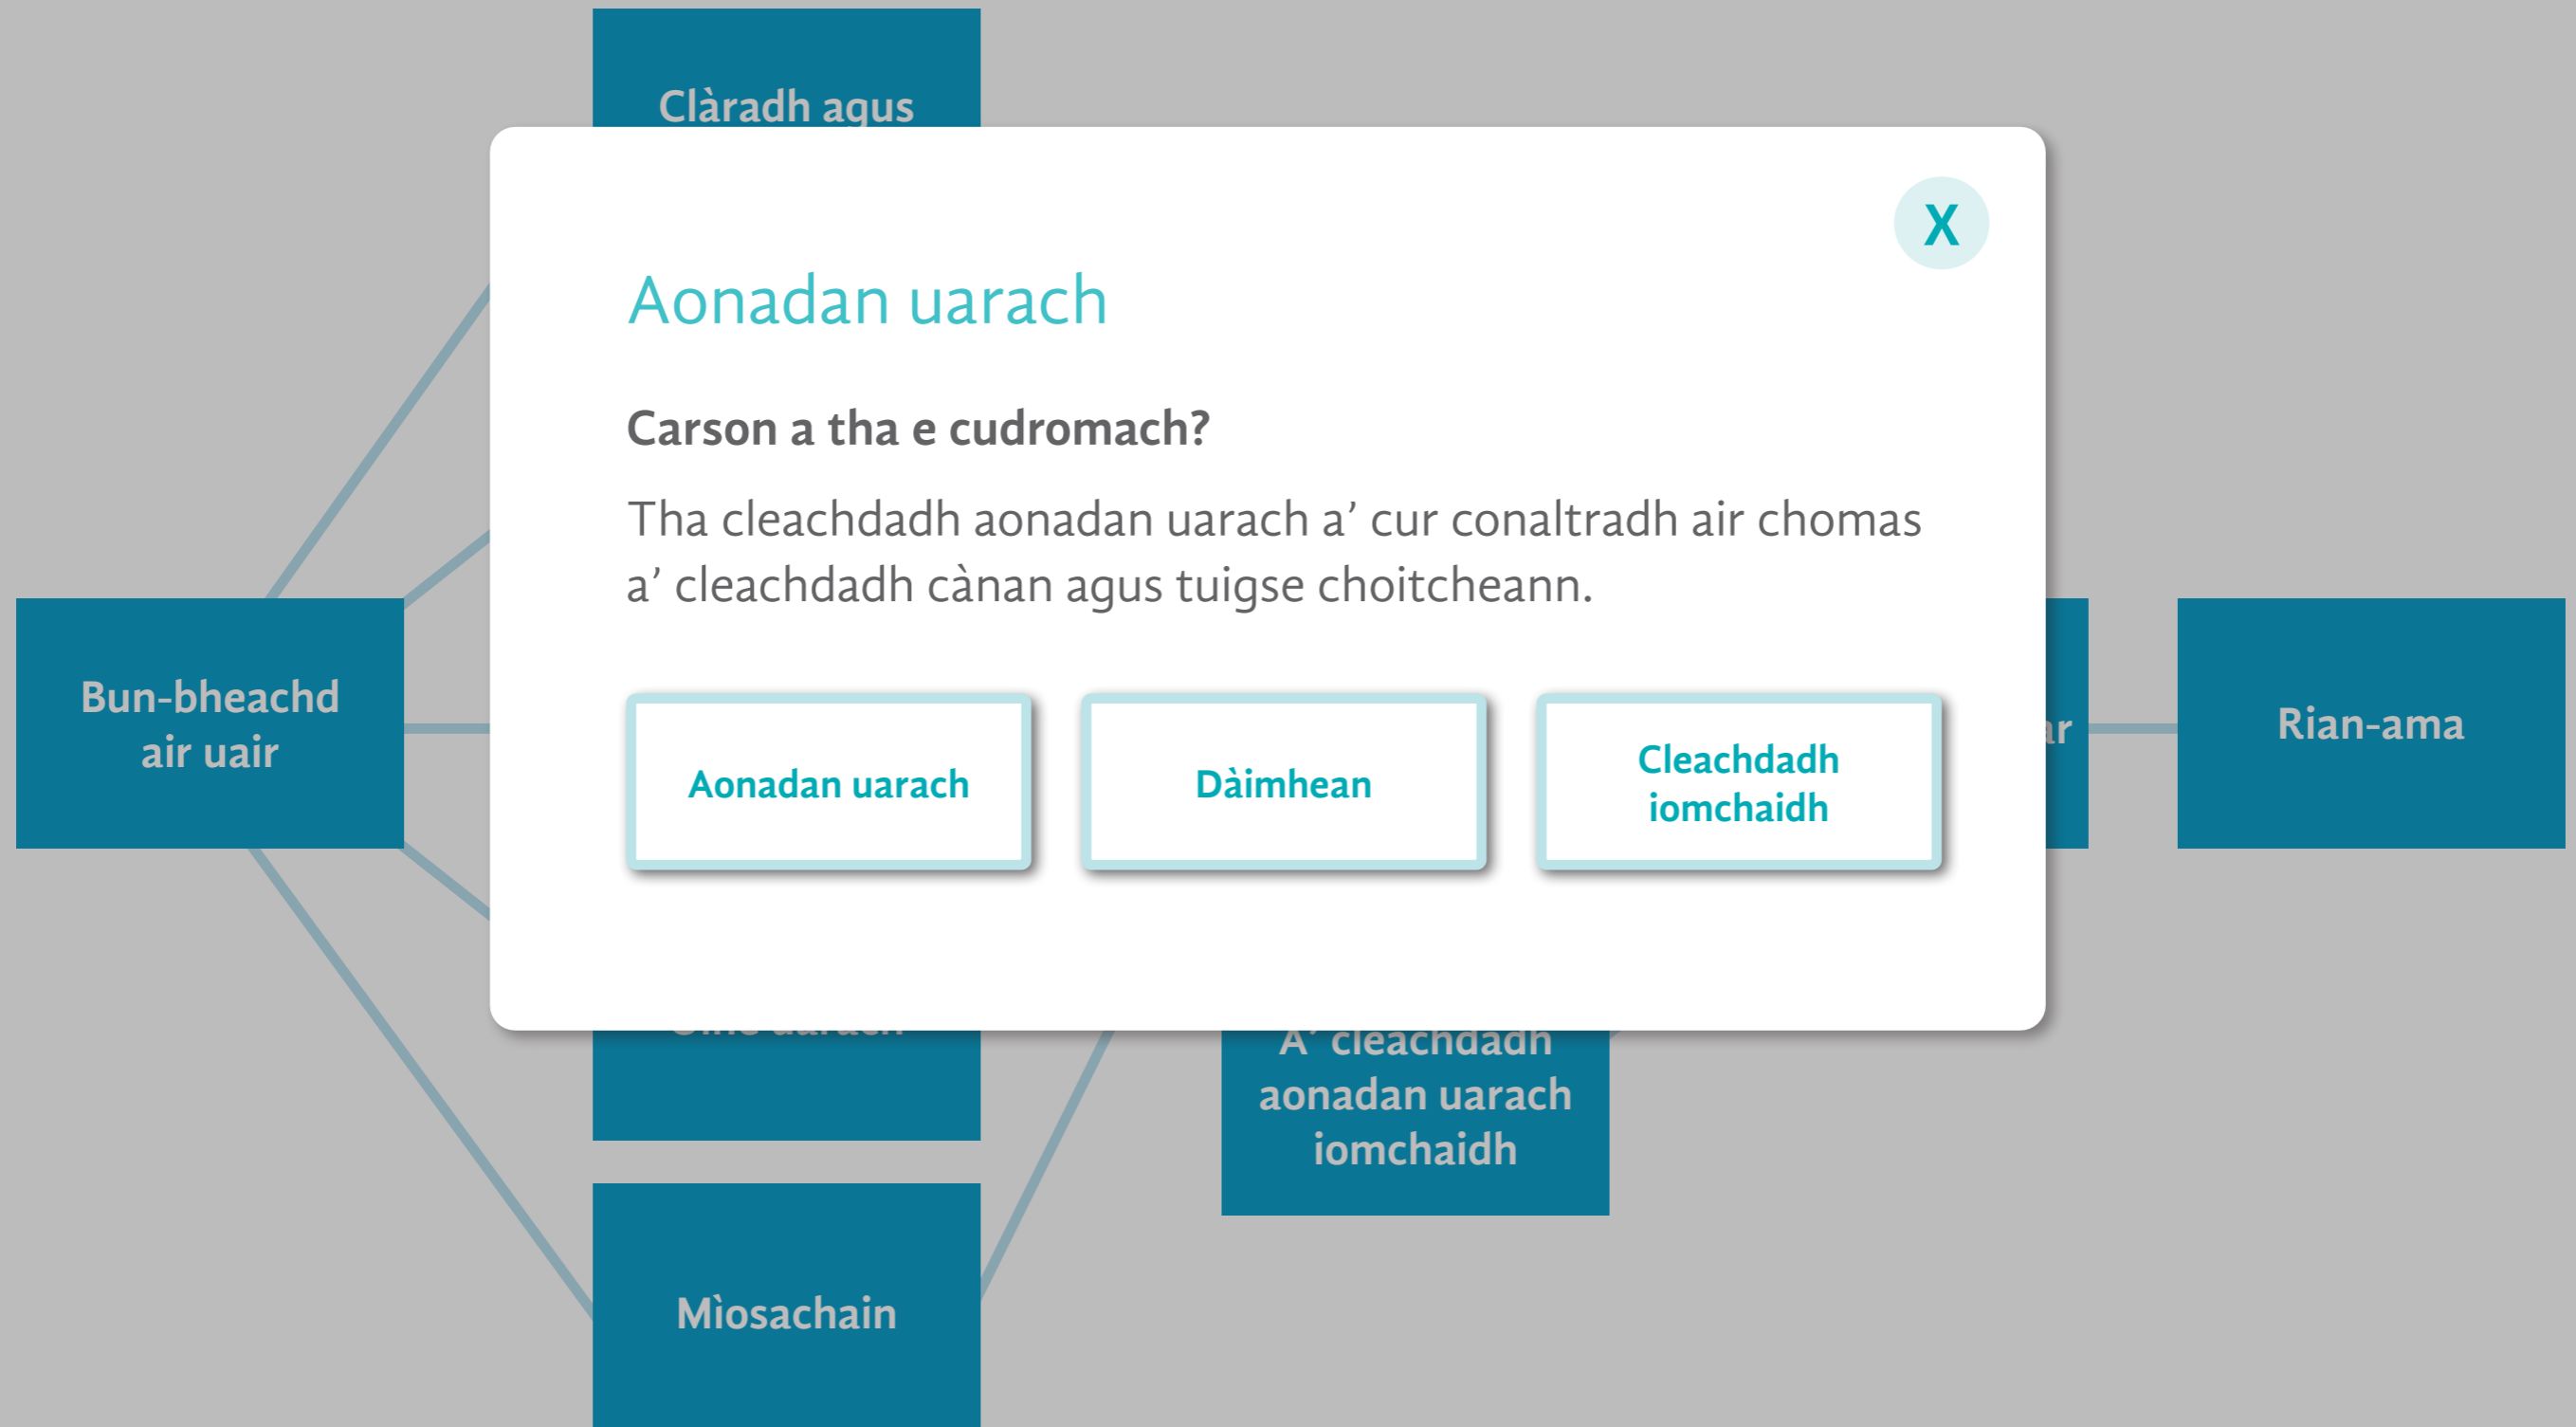 Clàradh agus
X
Aonadan uarach
Carson a tha e cudromach?
Tha cleachdadh aonadan uarach a’ cur conaltradh air chomas
a’ cleachdadh cànan agus tuigse choitcheann.
Bun-bheachd
air uair
Rian-ama
Aonadan uarach
Dàimhean
Cleachdadh
iomchaidh
A’ cleachdadh
aonadan uarach
iomchaidh
Mìosachain